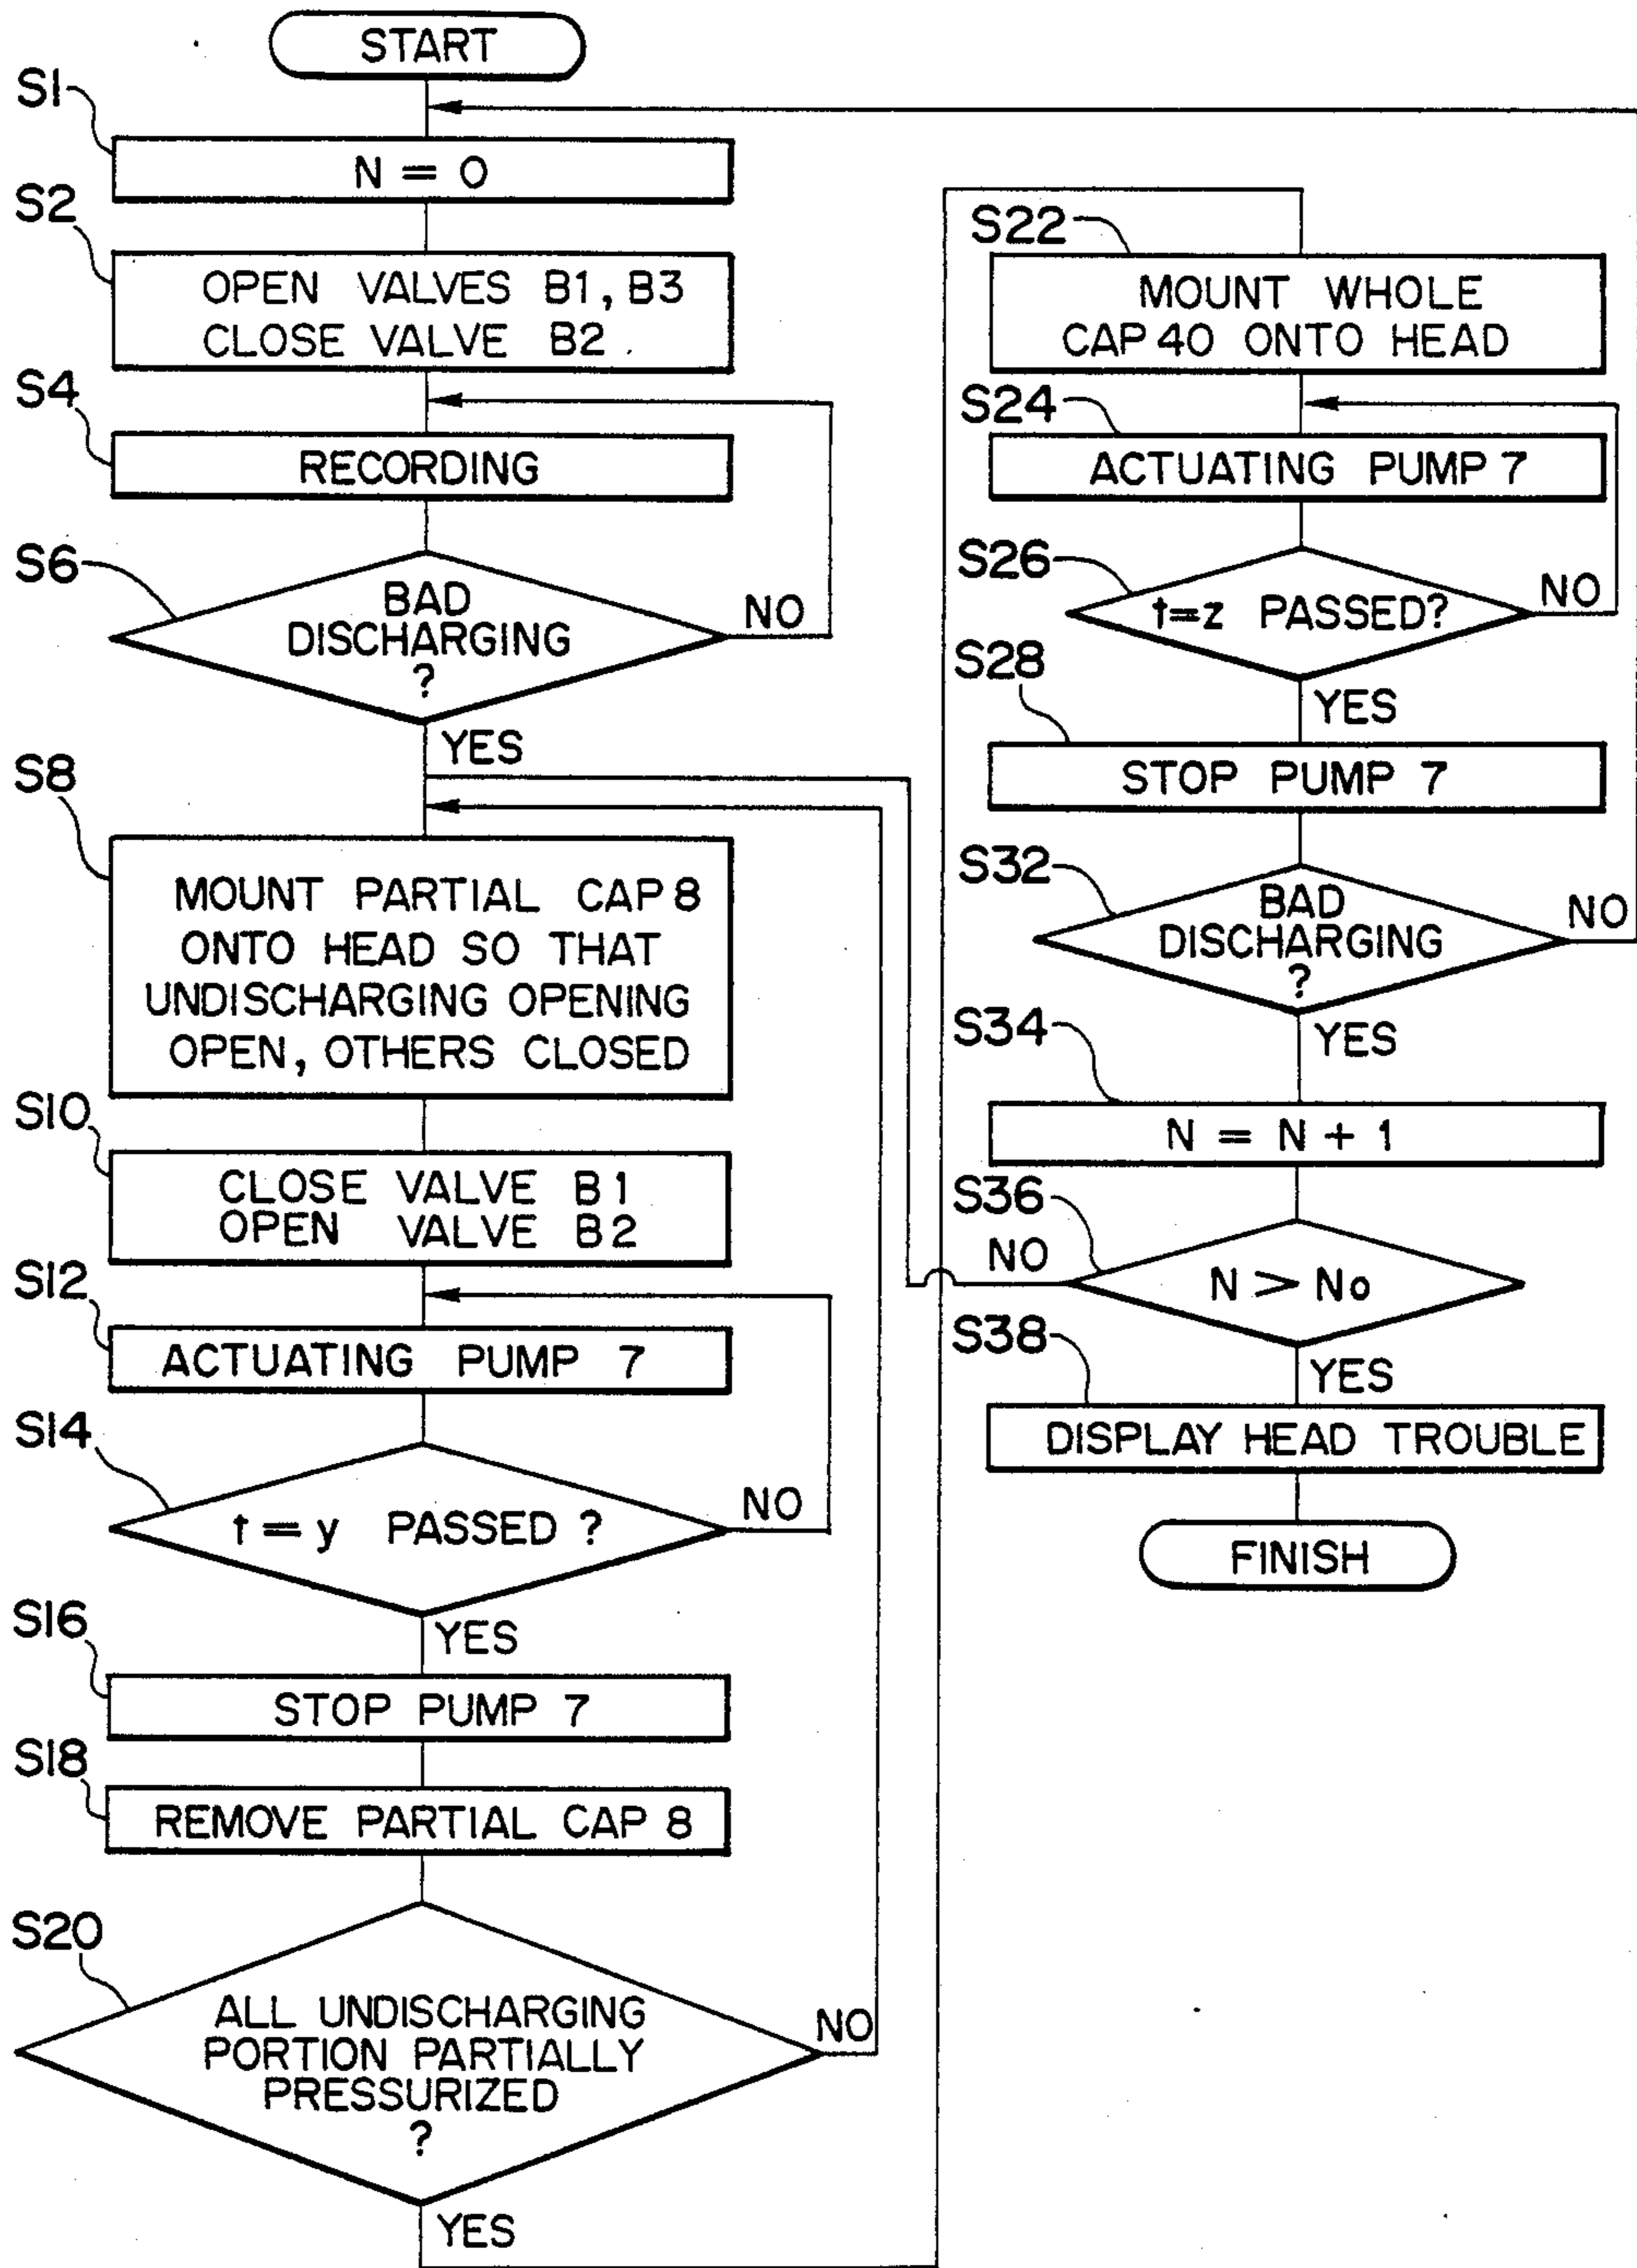 START
S1
N = 0
S2
OPEN VALVES B1, B3
CLOSE VALVE B2
S4
RECORDING
S6
BAD
DISCHARGING
?
NO
YES
S8
MOUNT PARTIAL CAP 8
ONTO HEAD SO THAT
UNDISCHARGING OPENING
OPEN, OTHERS CLOSED
S10
CLOSE VALVE B1
OPEN VALVE B2
S12
ACTUATING PUMP 7
S14
t = y PASSED ?
NO
YES
S16
STOP PUMP 7
S18
REMOVE PARTIAL CAP 8
S20
ALL UNDISCHARGING
PORTION PARTIALLY
PRESSURIZED
?
NO
YES
S22
MOUNT WHOLE
CAP 40 ONTO HEAD
S24
ACTUATING PUMP 7
S26
t=z PASSED?
NO
YES
S28
STOP PUMP 7
S32
BAD
DISCHARGING
?
NO
YES
S34
N = N + 1
S36
N > No
NO
YES
S38
DISPLAY HEAD TROUBLE
FINISH